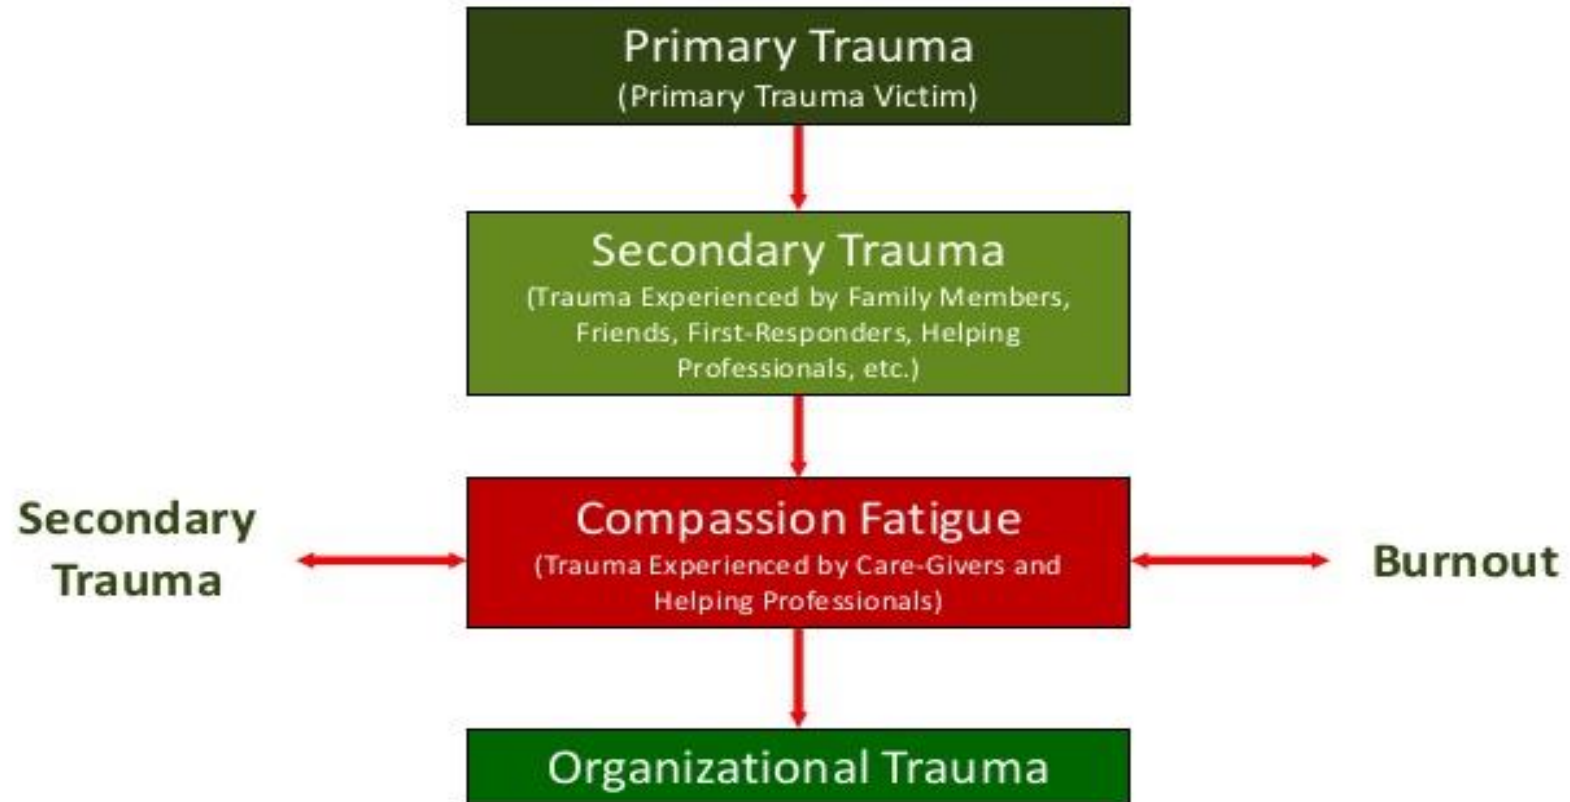 Primary Trauma
(Primary Trauma Victim)
Secondary Trauma
(Trauma Experienced by Family Members,
Friends, First-Responders, Helping
Professionals, etc.)
Secondary
Trauma
Compassion Fatigue
(Trauma Experienced by Care-Givers and
Helping Professionals)
Burnout
Organizational Trauma